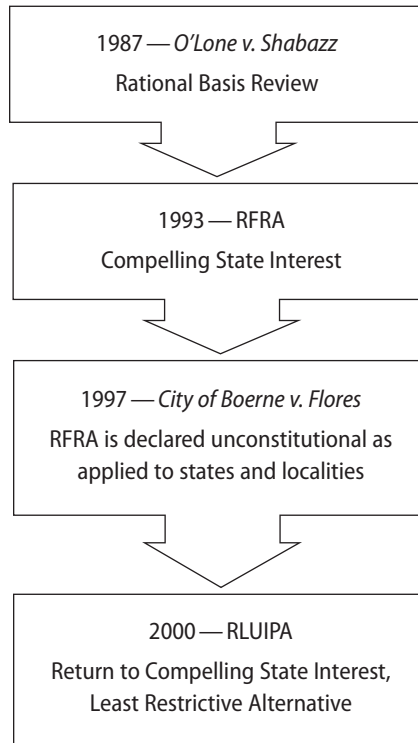 1987 — O’Lone v. Shabazz
Rational Basis Review
1993 — RFRA
Compelling State Interest
1997 — City of Boerne v. Flores
RFRA is declared unconstitutional as
applied to states and localities
2000 — RLUIPA
Return to Compelling State Interest,
Least Restrictive Alternative